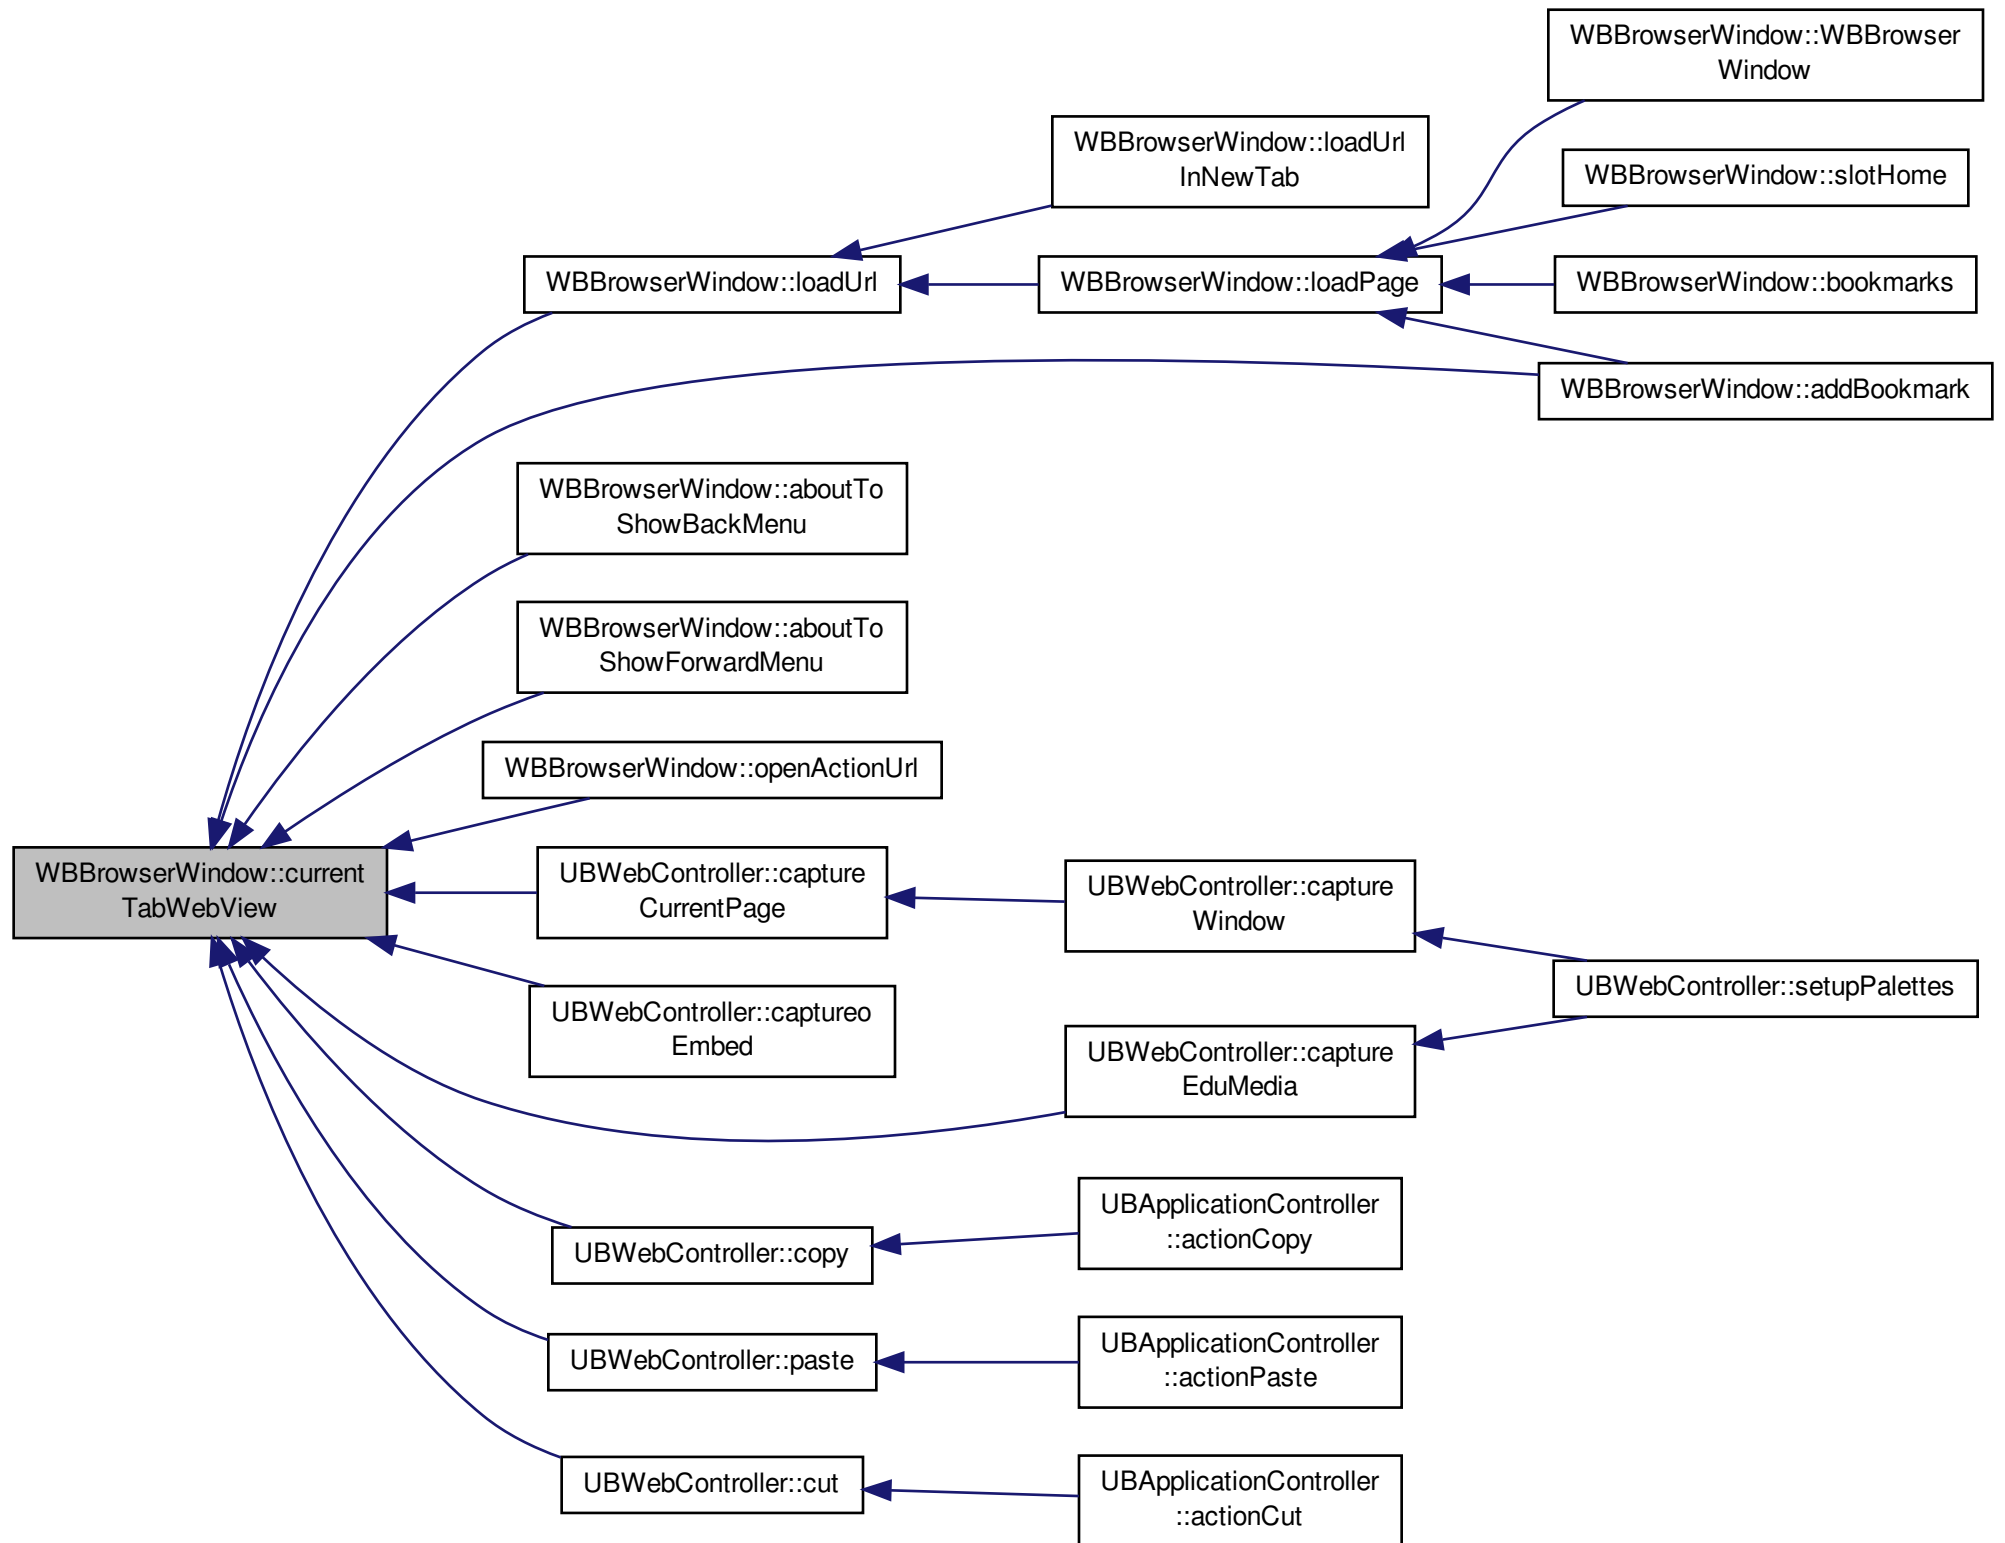 WBBrowserWindow::WBBrowser
Window
WBBrowserWindow::loadUrl
InNewTab
WBBrowserWindow::slotHome
WBBrowserWindow::loadUrl
WBBrowserWindow::loadPage
WBBrowserWindow::bookmarks
WBBrowserWindow::addBookmark
WBBrowserWindow::aboutTo
ShowBackMenu
WBBrowserWindow::aboutTo
ShowForwardMenu
WBBrowserWindow::openActionUrl
WBBrowserWindow::current
TabWebView
UBWebController::capture
CurrentPage
UBWebController::capture
Window
UBWebController::setupPalettes
UBWebController::captureo
Embed
UBWebController::capture
EduMedia
UBApplicationController
::actionCopy
UBWebController::copy
UBApplicationController
::actionPaste
UBWebController::paste
UBApplicationController
::actionCut
UBWebController::cut